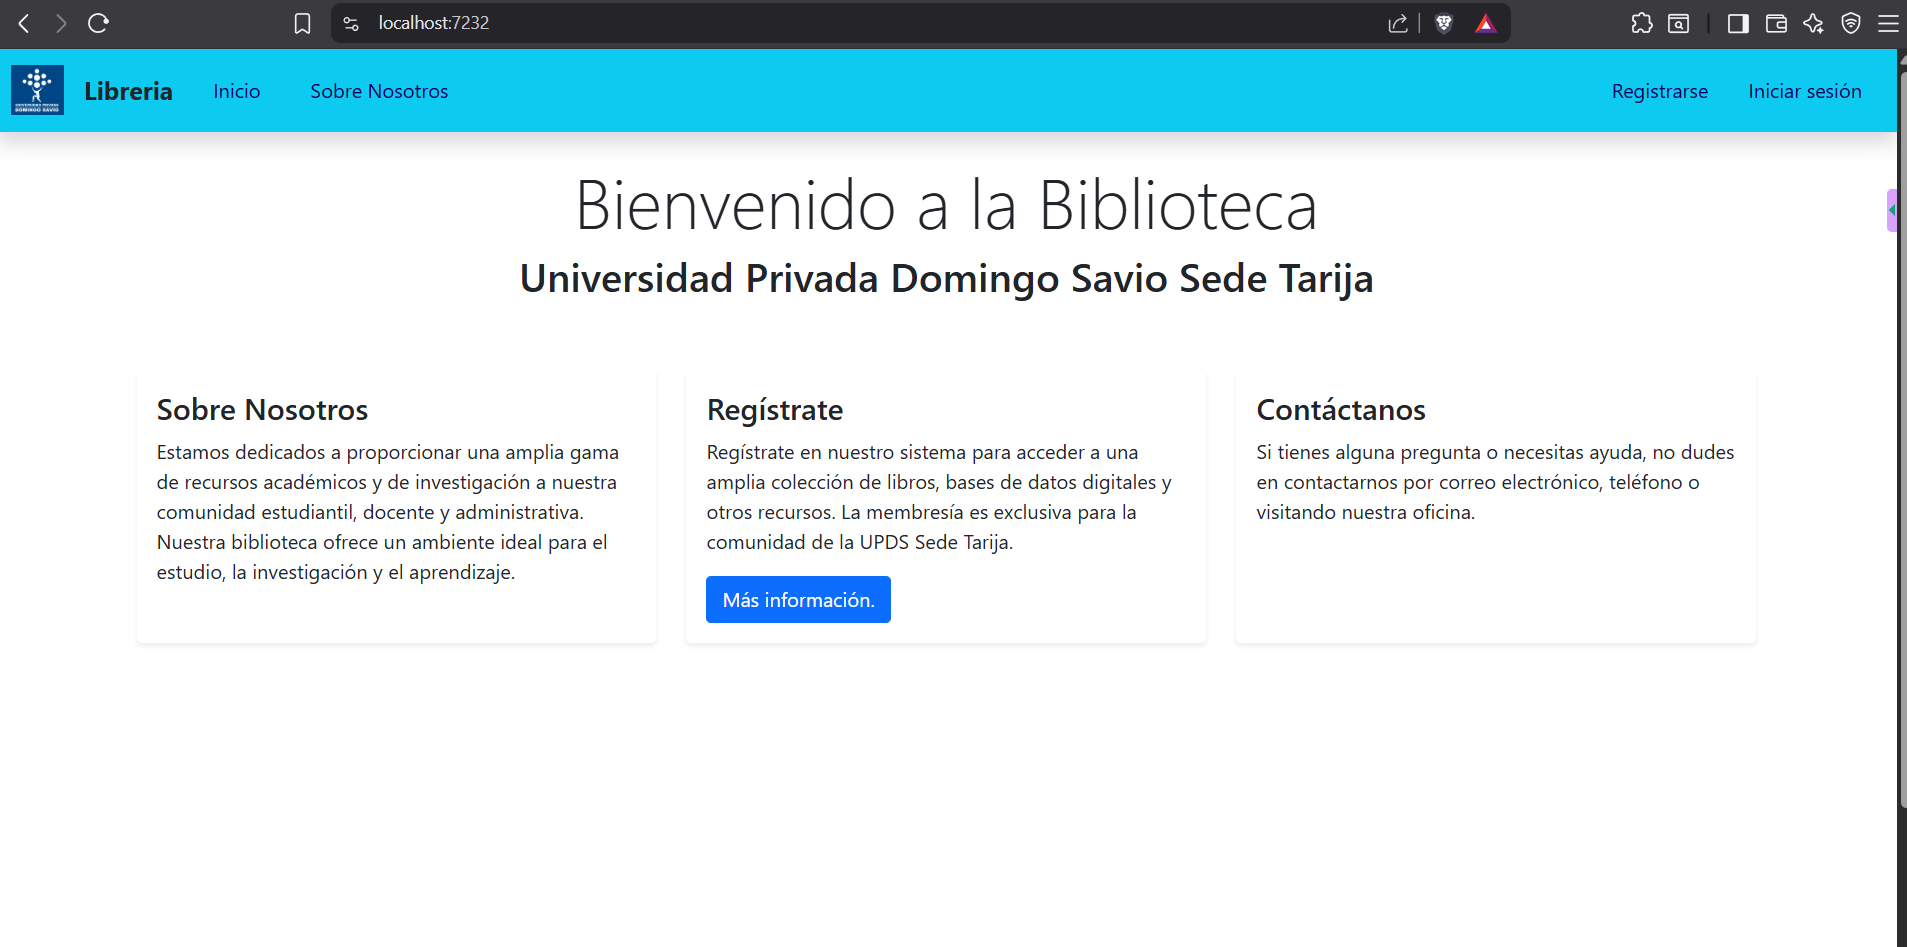 localhost:7232
UNIVERSIDAD PRIVADA
DOMINGO SAVIO
Libreria
Inicio
Sobre Nosotros
Registrarse
Iniciar sesión
Bienvenido a la Biblioteca
Universidad Privada Domingo Savio Sede Tarija
Sobre Nosotros
Estamos dedicados a proporcionar una amplia gama
de recursos académicos y de investigación a nuestra
comunidad estudiantil, docente y administrativa.
Nuestra biblioteca ofrece un ambiente ideal para el
estudio, la investigación y el aprendizaje.
Regístrate
Regístrate en nuestro sistema para acceder a una
amplia colección de libros, bases de datos digitales y
otros recursos. La membresía es exclusiva para la
comunidad de la UPDS Sede Tarija.
Más información.
Contáctanos
Si tienes alguna pregunta o necesitas ayuda, no dudes
en contactarnos por correo electrónico, teléfono o
visitando nuestra oficina.